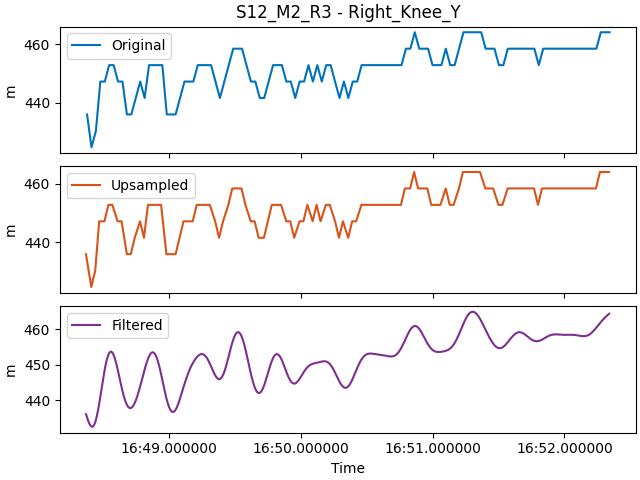 S12_M2_R3 - Right_Knee_Y
460
440
m
Original
460
440
m
Upsampled
460
450
440
m
Filtered
16:49.000000
16:50.000000
16:51.000000
16:52.000000
Time